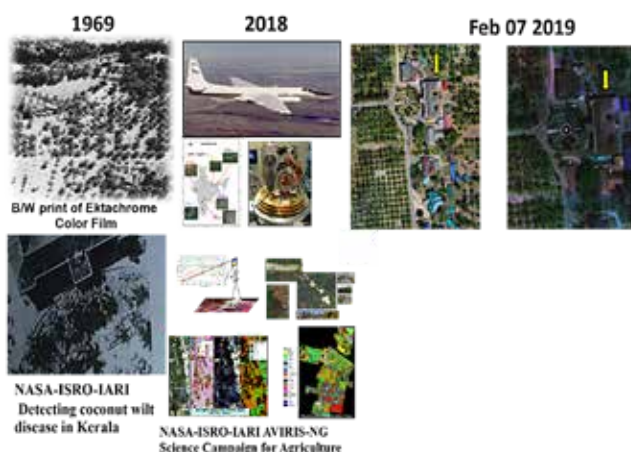 1969
2018
Feb 07 2019
B/W print of Ektachrome
Color Film
NASA-ISRO-IARI
Detecting coconut wilt
disease in Kerala
NASA-ISRO-IARI AVIRIS-NG
Science Campaign for Agriculture